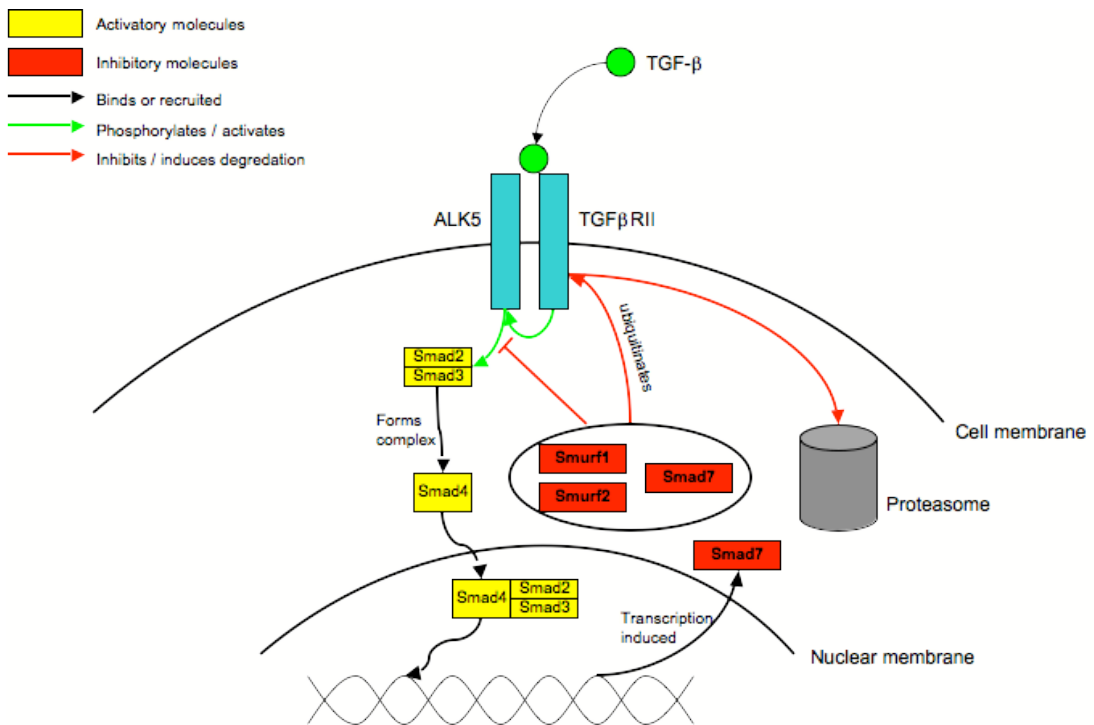 Activatory molecules
Inhibitory molecules
Binds or recruited
Phosphorylates / activates
Inhibits / induces degredation
TGF-β
ALK5
TGFβRII
ubiquitinates
Smad2
Smad3
Forms
complex
Cell membrane
Smurf1
Smad7
Smurf2
Smad4
Proteasome
Smad7
Smad4
Smad2
Smad3
Transcription
induced
Nuclear membrane